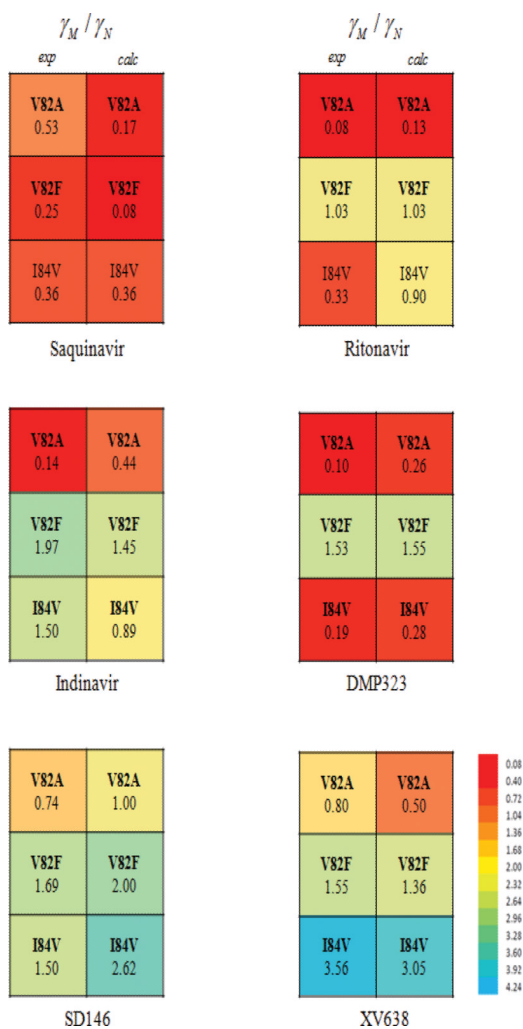 γ_M / γ_N
exp calc
V82A V82A
0.53 0.17
V82F V82F
0.25 0.08
I84V I84V
0.36 0.36
Saquinavir
γ_M / γ_N
exp calc
V82A V82A
0.08 0.13
V82F V82F
1.03 1.03
I84V I84V
0.33 0.90
Ritonavir
V82A V82A
0.14 0.44
V82F V82F
1.97 1.45
I84V I84V
1.50 0.89
Indinavir
V82A V82A
0.10 0.26
V82F V82F
1.53 1.55
I84V I84V
0.19 0.28
DMP323
V82A V82A
0.74 1.00
V82F V82F
1.69 2.00
I84V I84V
1.50 2.62
SD146
V82A V82A
0.80 0.50
V82F V82F
1.55 1.36
I84V I84V
3.56 3.05
XV638
0.08
0.40
0.72
1.04
1.36
1.68
2.00
2.32
2.64
2.96
3.28
3.60
3.92
4.24